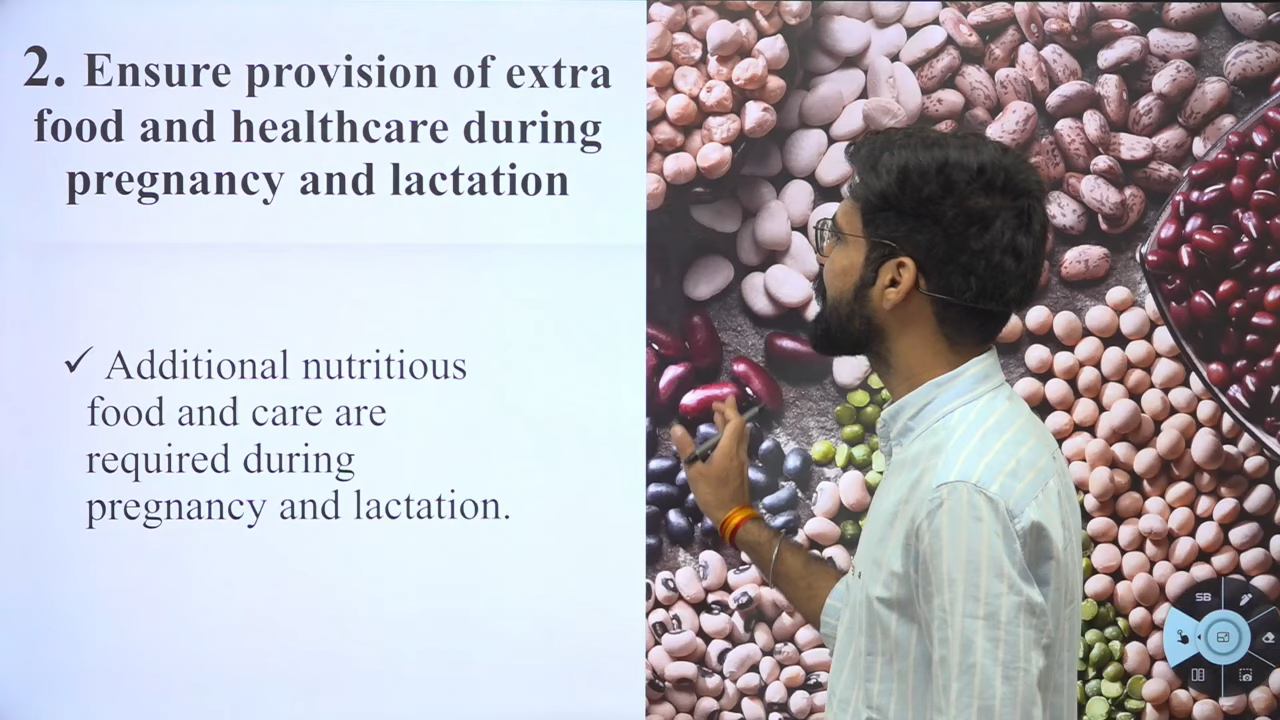 2. Ensure provision of extra
food and healthcare during
pregnancy and lactation
✓ Additional nutritious
food and care are
required during
pregnancy and lactation.
SB